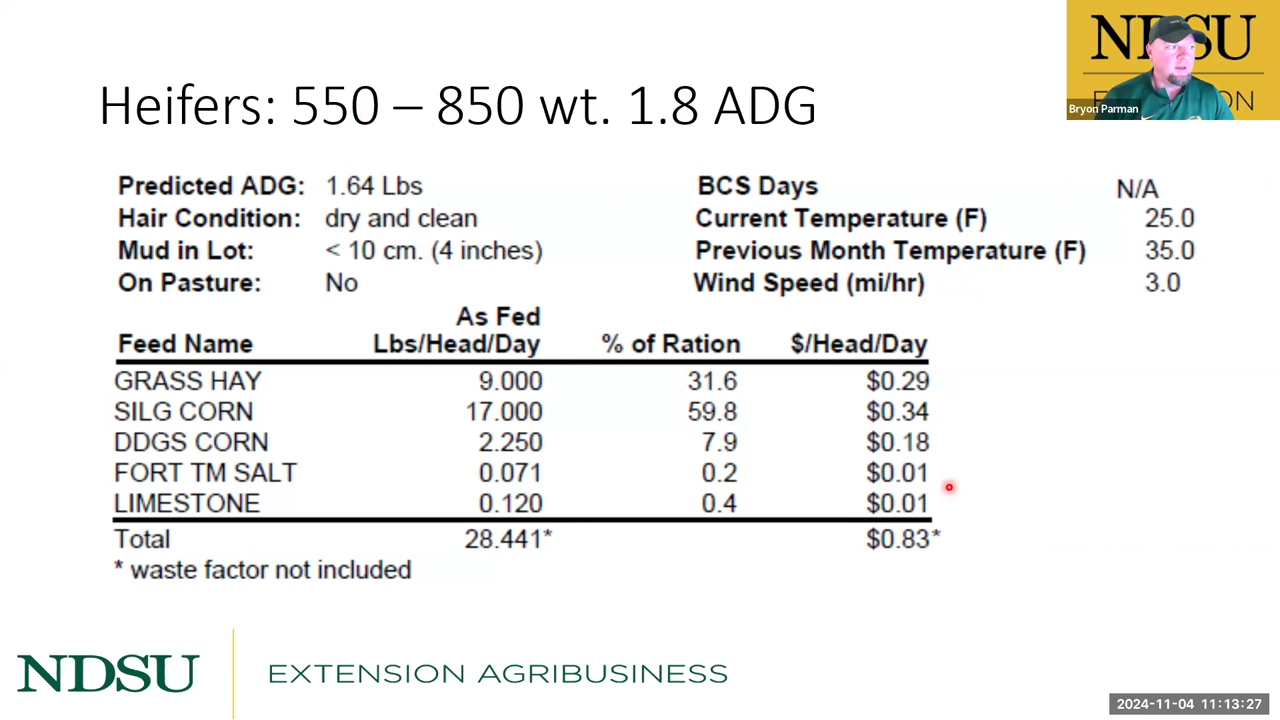 NDSU
EXTENSION
Bryon Parman
Heifers: 550 – 850 wt. 1.8 ADG
Predicted ADG: 1.64 Lbs BCS Days N/A
Hair Condition: dry and clean Current Temperature (F) 25.0
Mud in Lot: < 10 cm. (4 inches) Previous Month Temperature (F) 35.0
On Pasture: No Wind Speed (mi/hr) 3.0
As Fed
Feed Name Lbs/Head/Day % of Ration $/Head/Day
GRASS HAY 9.000 31.6 $0.29
SILG CORN 17.000 59.8 $0.34
DDGS CORN 2.250 7.9 $0.18
FORT TM SALT 0.071 0.2 $0.01
LIMESTONE 0.120 0.4 $0.01
Total 28.441* $0.83*
* waste factor not included
NDSU EXTENSION AGRIBUSINESS
2024-11-04 11:13:27